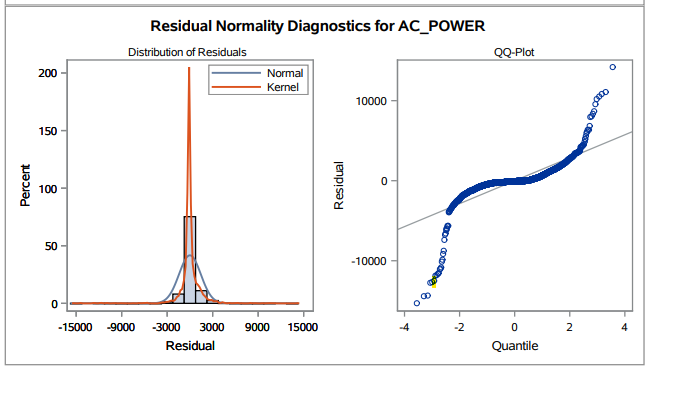 Residual Normality Diagnostics for AC_POWER
Distribution of Residuals
Normal
Kernel
Percent
200
150
100
50
0
-15000 -9000 -3000 3000 9000 15000
Residual
QQ-Plot
Residual
10000
0
-10000
-4 -2 0 2 4
Quantile